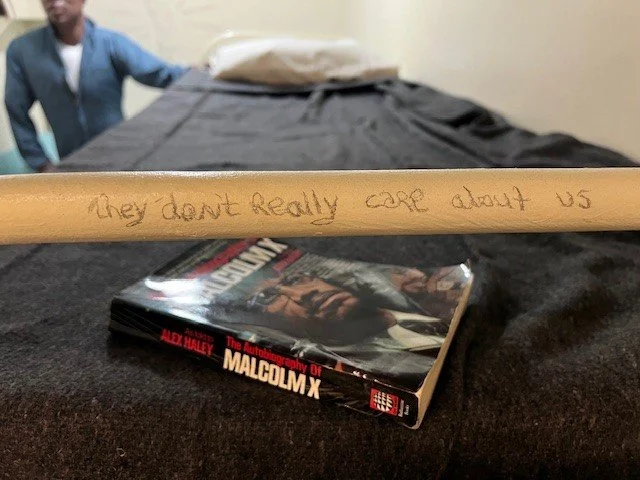 They don't Really care about us
MALCOLM X
ALEX HALEY
The Autobiography Of
MALCOLM X